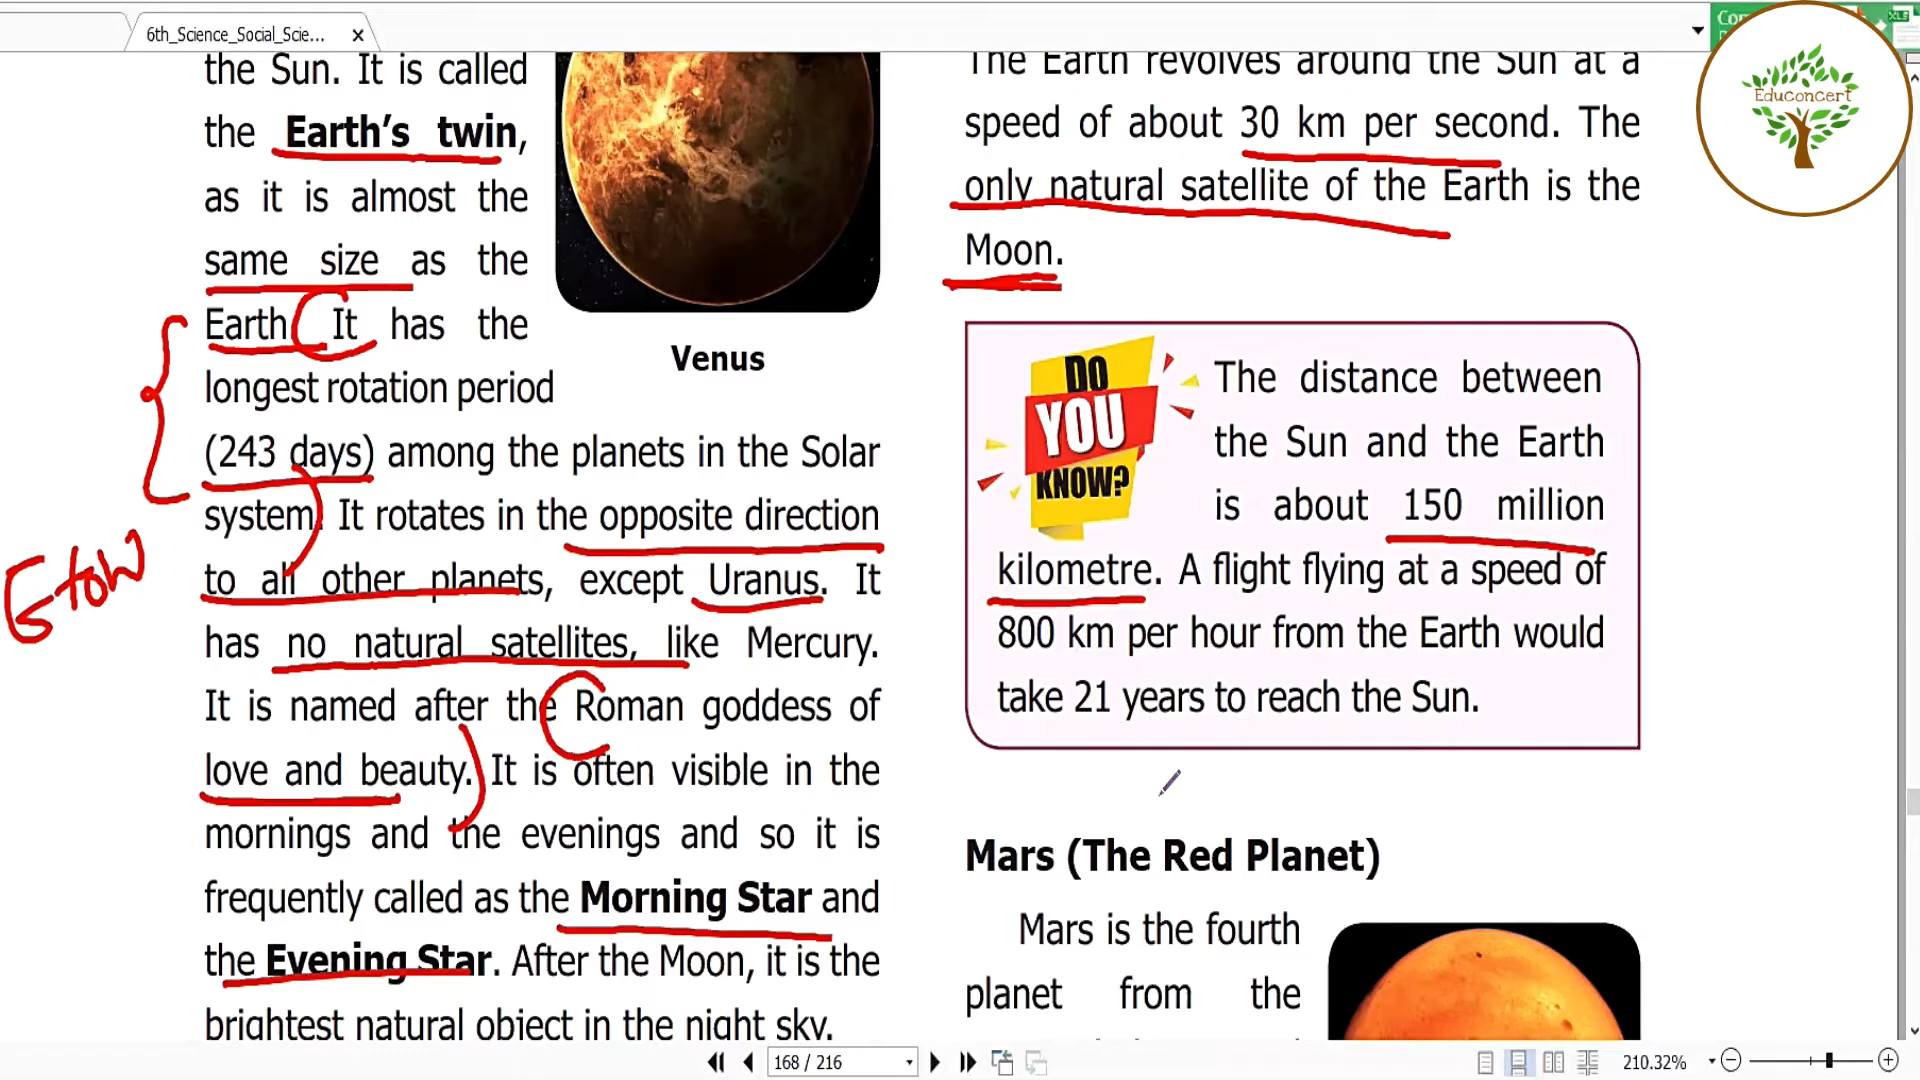 6th_Science_Social_Scie...
the Sun. It is called
the Earth's twin,
as it is almost the
same size as the
Earth. It has the
longest rotation period
(243 days) among the planets in the Solar
system. It rotates in the opposite direction
to all other planets, except Uranus. It
has no natural satellites, like Mercury.
It is named after the Roman goddess of
love and beauty. It is often visible in the
mornings and the evenings and so it is
frequently called as the Morning Star and
the Evening Star. After the Moon, it is the
brightest natural object in the night sky.
Venus
The Earth revolves around the Sun at a
speed of about 30 km per second. The
only natural satellite of the Earth is the
Moon.
DO
YOU
KNOW?
The distance between
the Sun and the Earth
is about 150 million
kilometre. A flight flying at a speed of
800 km per hour from the Earth would
take 21 years to reach the Sun.
Mars (The Red Planet)
Mars is the fourth
planet from the
Educoncert
168 / 216
210.32%